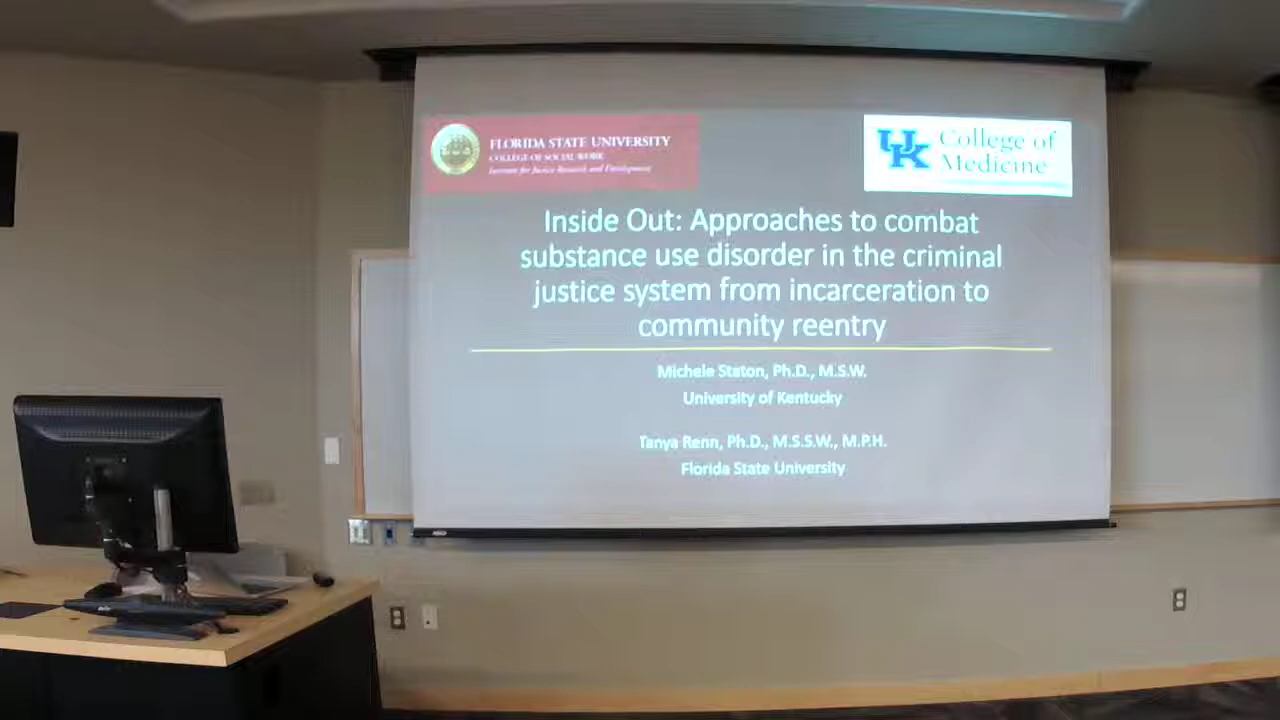 FLORIDA STATE UNIVERSITY
COLLEGE OF SOCIAL WORK
Institute for Justice Research and Development
UK College of
Medicine
Inside Out: Approaches to combat
substance use disorder in the criminal
justice system from incarceration to
community reentry
Michele Staton, Ph.D., M.S.W.
University of Kentucky
Tanya Renn, Ph.D., M.S.S.W., M.P.H.
Florida State University